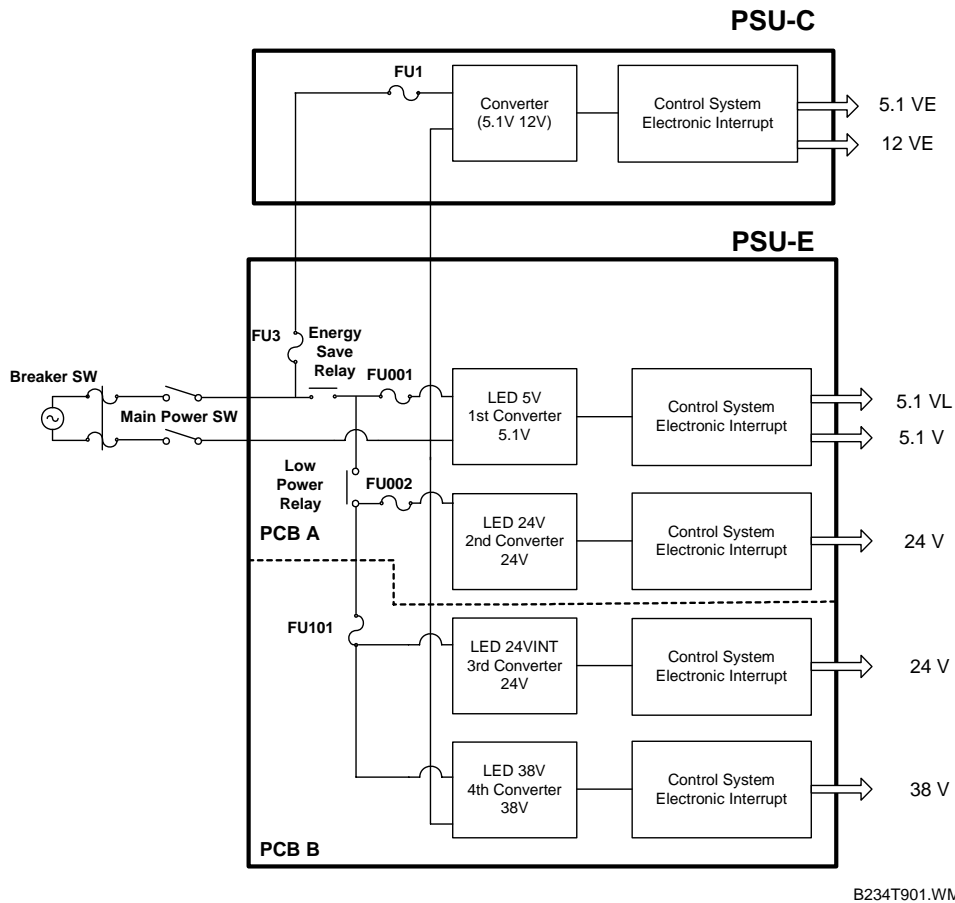 PSU-C
FU1
Converter
(5.1V 12V)
Control System
Electronic Interrupt
5.1 VE
12 VE
PSU-E
FU3
Energy
Save
Relay
FU001
Breaker SW
Main Power SW
LED 5V
1st Converter
5.1V
Control System
Electronic Interrupt
5.1 VL
5.1 V
Low
Power
Relay
FU002
PCB A
LED 24V
2nd Converter
24V
Control System
Electronic Interrupt
24 V
FU101
LED 24VINT
3rd Converter
24V
Control System
Electronic Interrupt
24 V
LED 38V
4th Converter
38V
Control System
Electronic Interrupt
38 V
PCB B
B234T901.WM